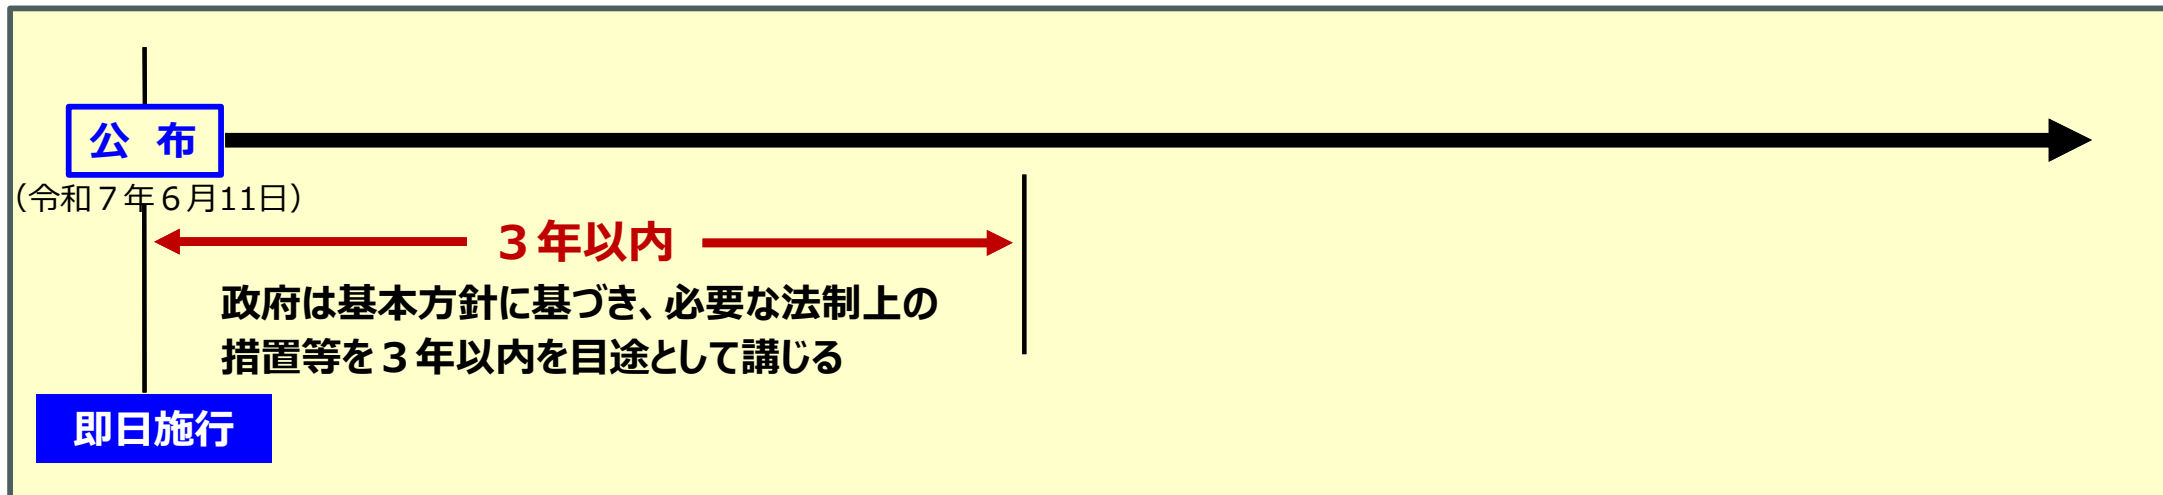 公 布
(令和７年６月11日)
３年以内
政府は基本方針に基づき、必要な法制上の
措置等を３年以内を目途として講じる
即日施行